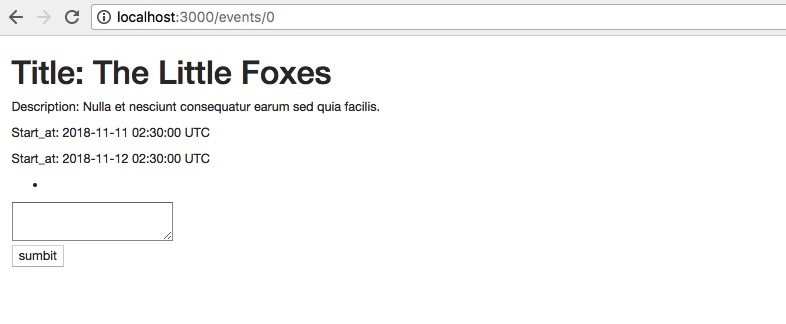 localhost:3000/events/0
Title: The Little Foxes
Description: Nulla et nesciunt consequatur earum sed quia facilis.
Start_at: 2018-11-11 02:30:00 UTC
Start_at: 2018-11-12 02:30:00 UTC
sumbit